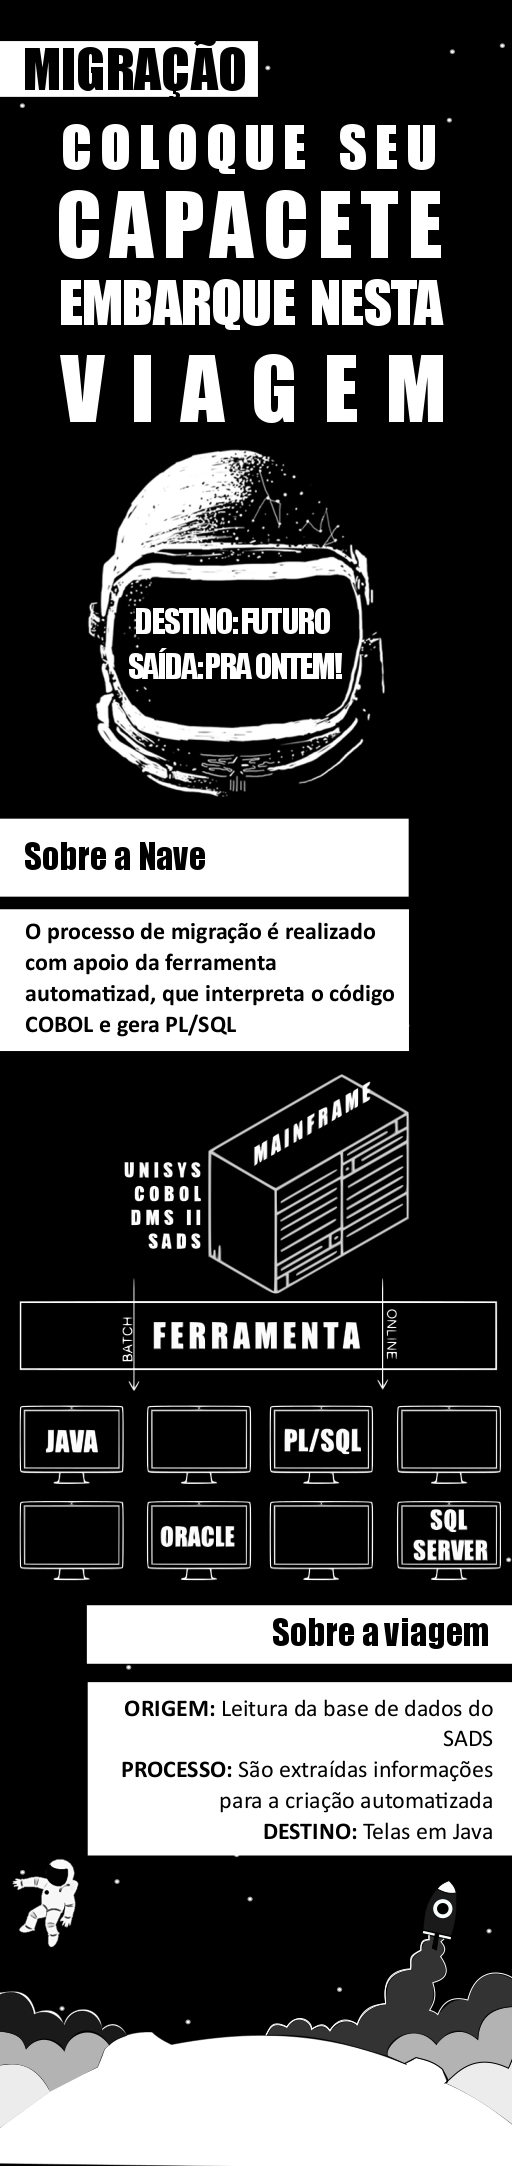 MIGRAÇÃO
COLOQUE SEU
CAPACETE
EMBARQUE NESTA
VIAGEM
DESTINO: FUTURO
SAÍDA: PRA ONTEM!
Sobre a Nave
O processo de migração é realizado
com apoio da ferramenta
automatizad, que interpreta o código
COBOL e gera PL/SQL
MAINFRAME
UNISYS
COBOL
DMS II
SADS
BATCH
FERRAMENTA
ONLINE
JAVA
PL/SQL
ORACLE
SQL
SERVER
Sobre a viagem
ORIGEM: Leitura da base de dados do
SADS
PROCESSO: São extraídas informações
para a criação automatizada
DESTINO: Telas em Java